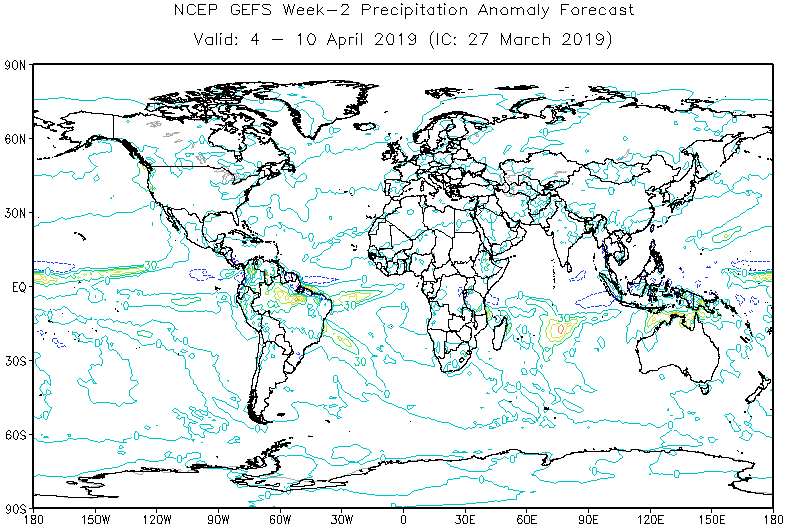 NCEP GEFS Week-2 Precipitation Anomaly Forecast
Valid: 4 - 10 April 2019 (IC: 27 March 2019)
90N
60N
30N
EQ
30S
60S
90S
180 150W 120W 90W 60W 30W 0 30E 60E 90E 120E 150E 180